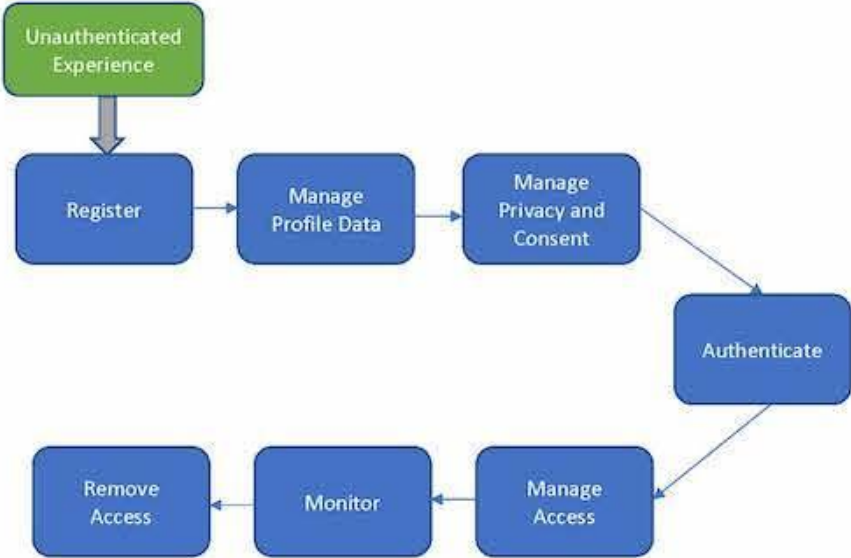 Unauthenticated
Experience
Register
Manage
Profile Data
Manage
Privacy and
Consent
Authenticate
Remove
Access
Monitor
Manage
Access